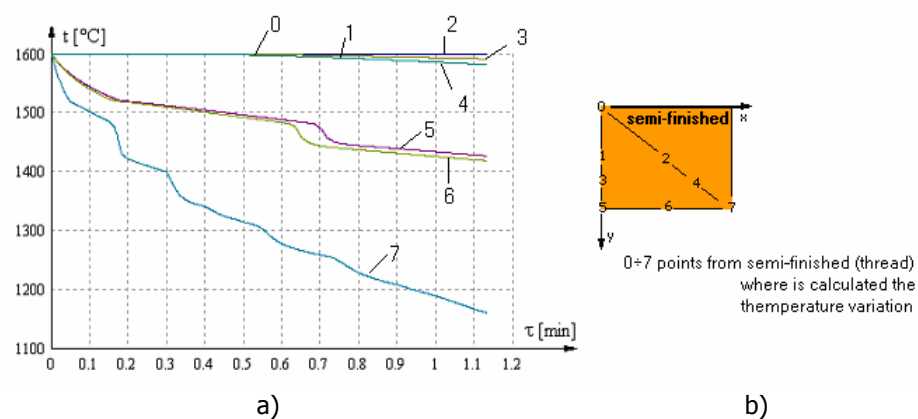 t [°C]
1600
1500
1400
1300
1200
1100
0
1
2
3
4
5
6
7
τ [min]
0 0.1 0.2 0.3 0.4 0.5 0.6 0.7 0.8 0.9 1 1.1 1.2
a)
0
semi-finished
x
1
2
3
4
5
6
7
y
0÷7 points from semi-finished (thread)
where is calculated the
themperature variation
b)